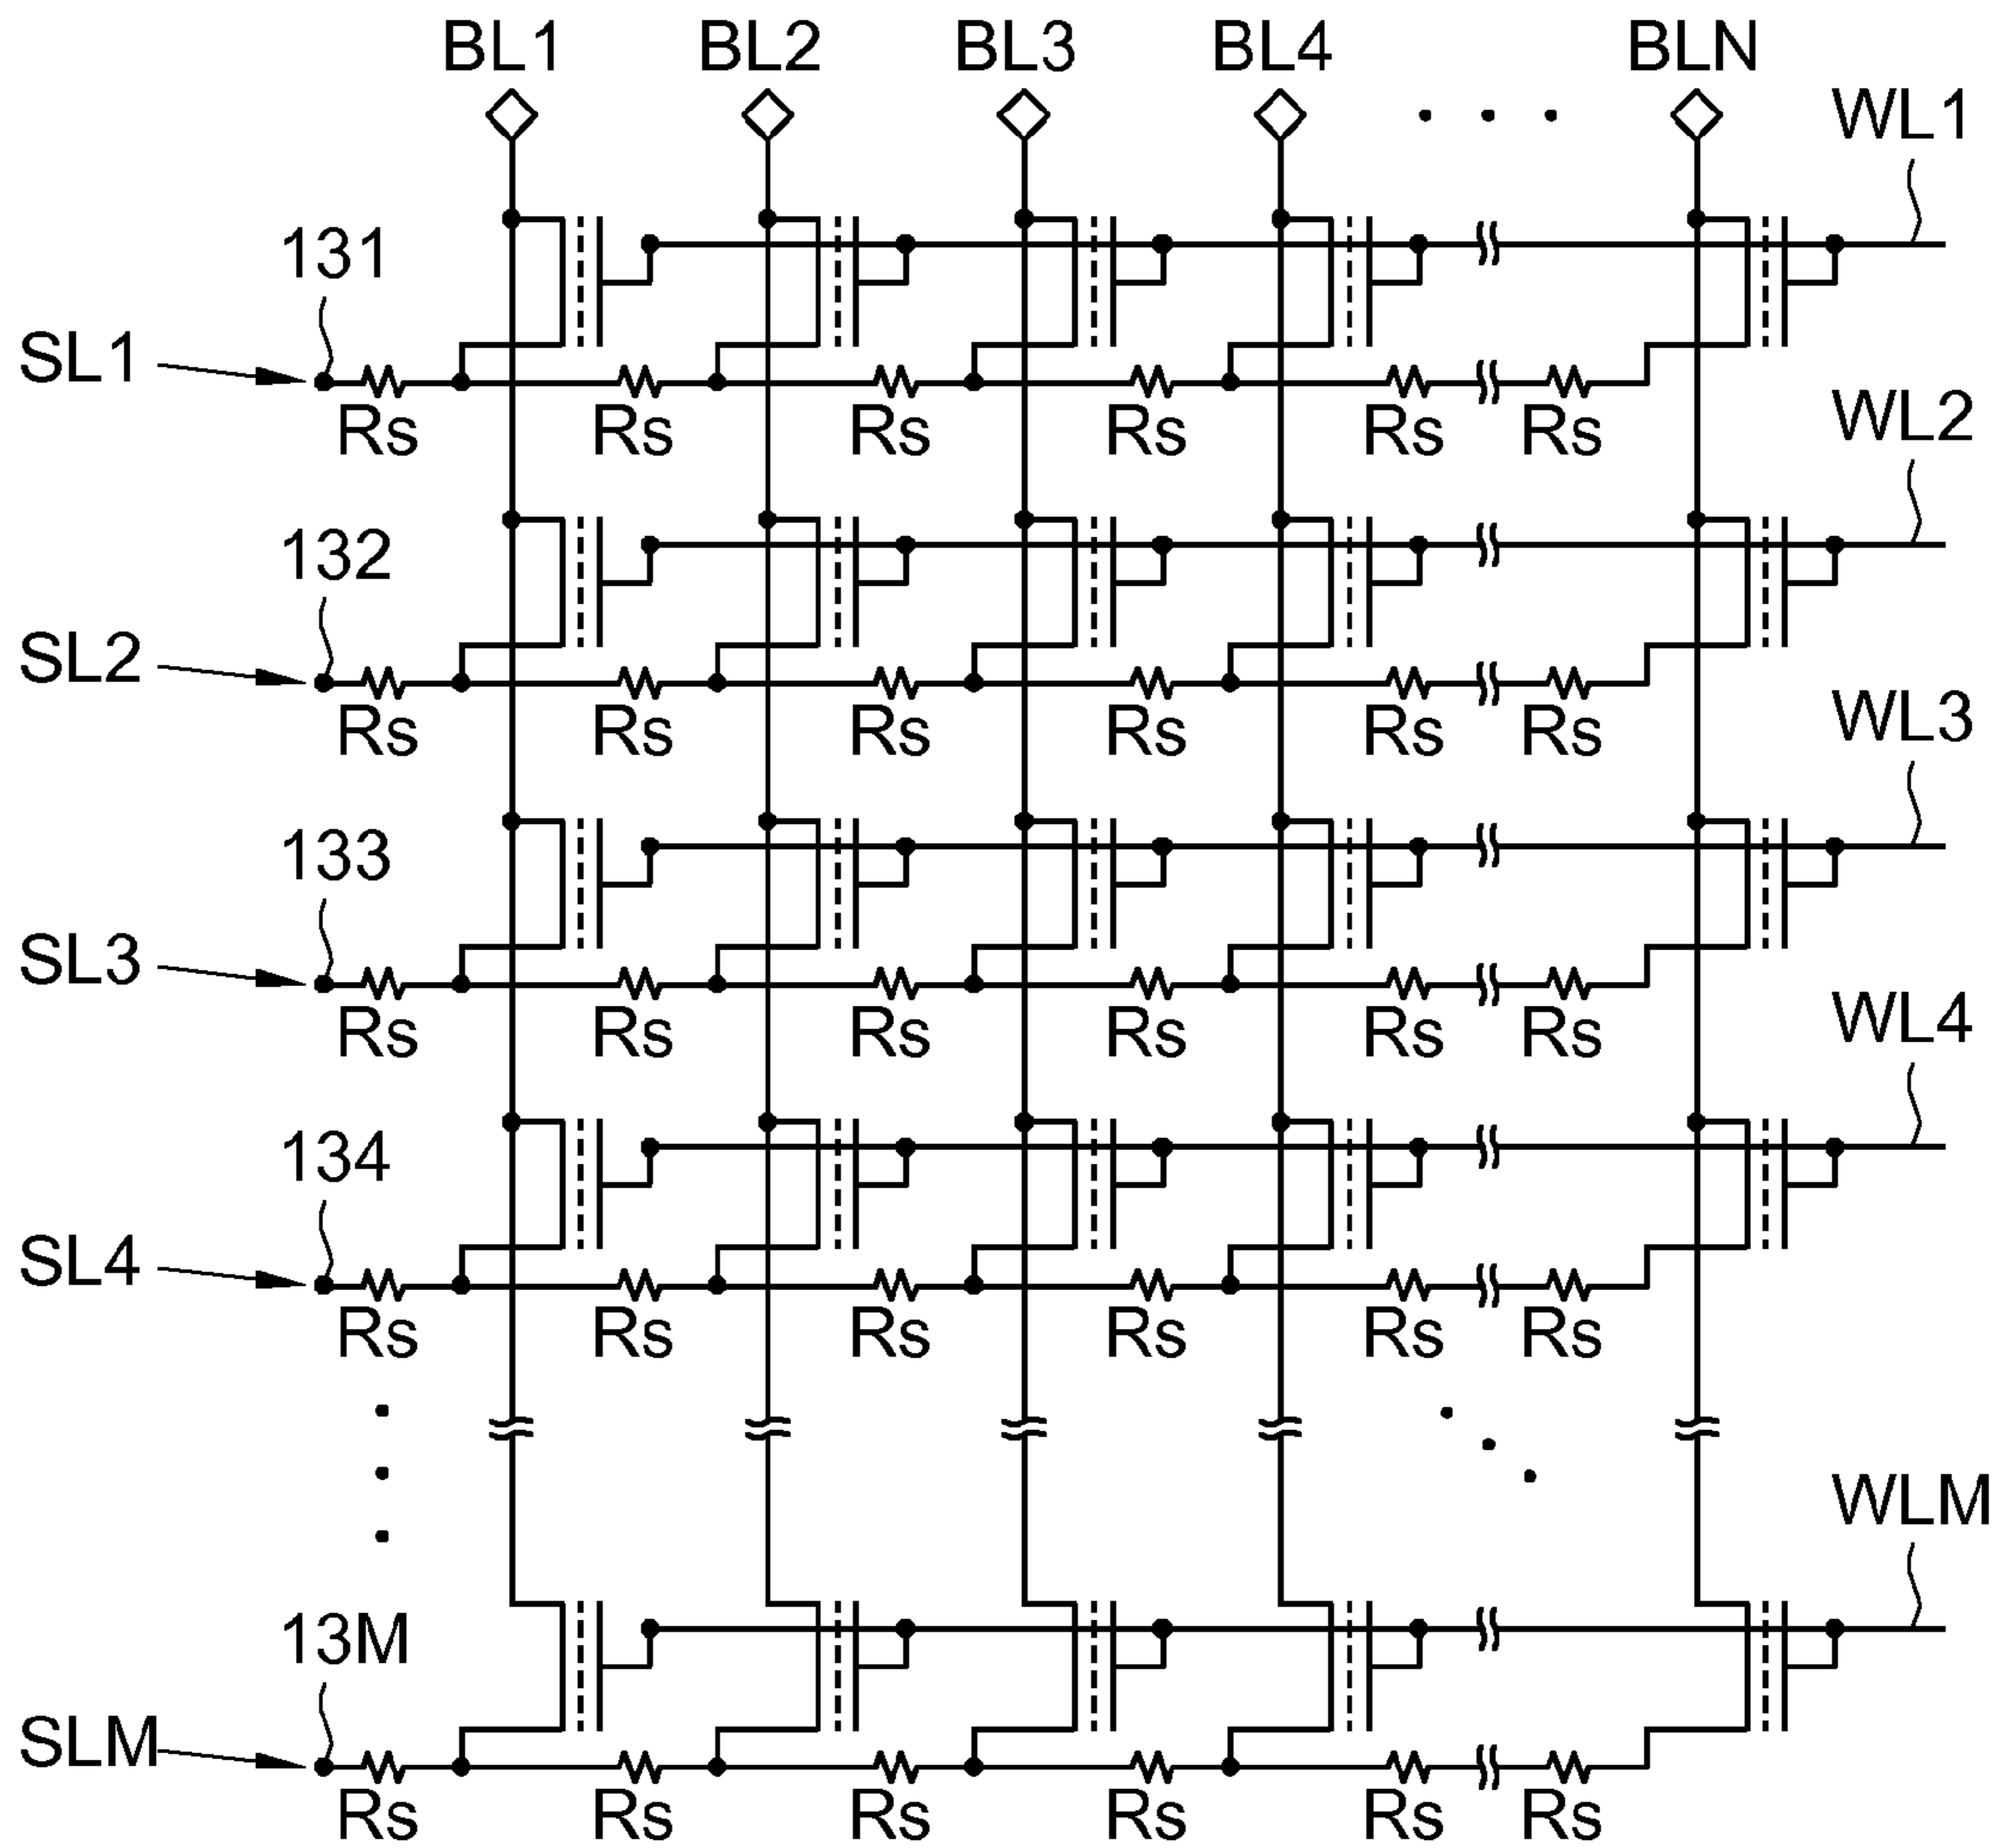 BL1 BL2 BL3 BL4 . . . BLN
WL1
131
SL1
Rs Rs Rs Rs Rs Rs
WL2
132
SL2
Rs Rs Rs Rs Rs Rs
WL3
133
SL3
Rs Rs Rs Rs Rs Rs
WL4
134
SL4
Rs Rs Rs Rs Rs Rs
WLM
13M
SLM
Rs Rs Rs Rs Rs Rs